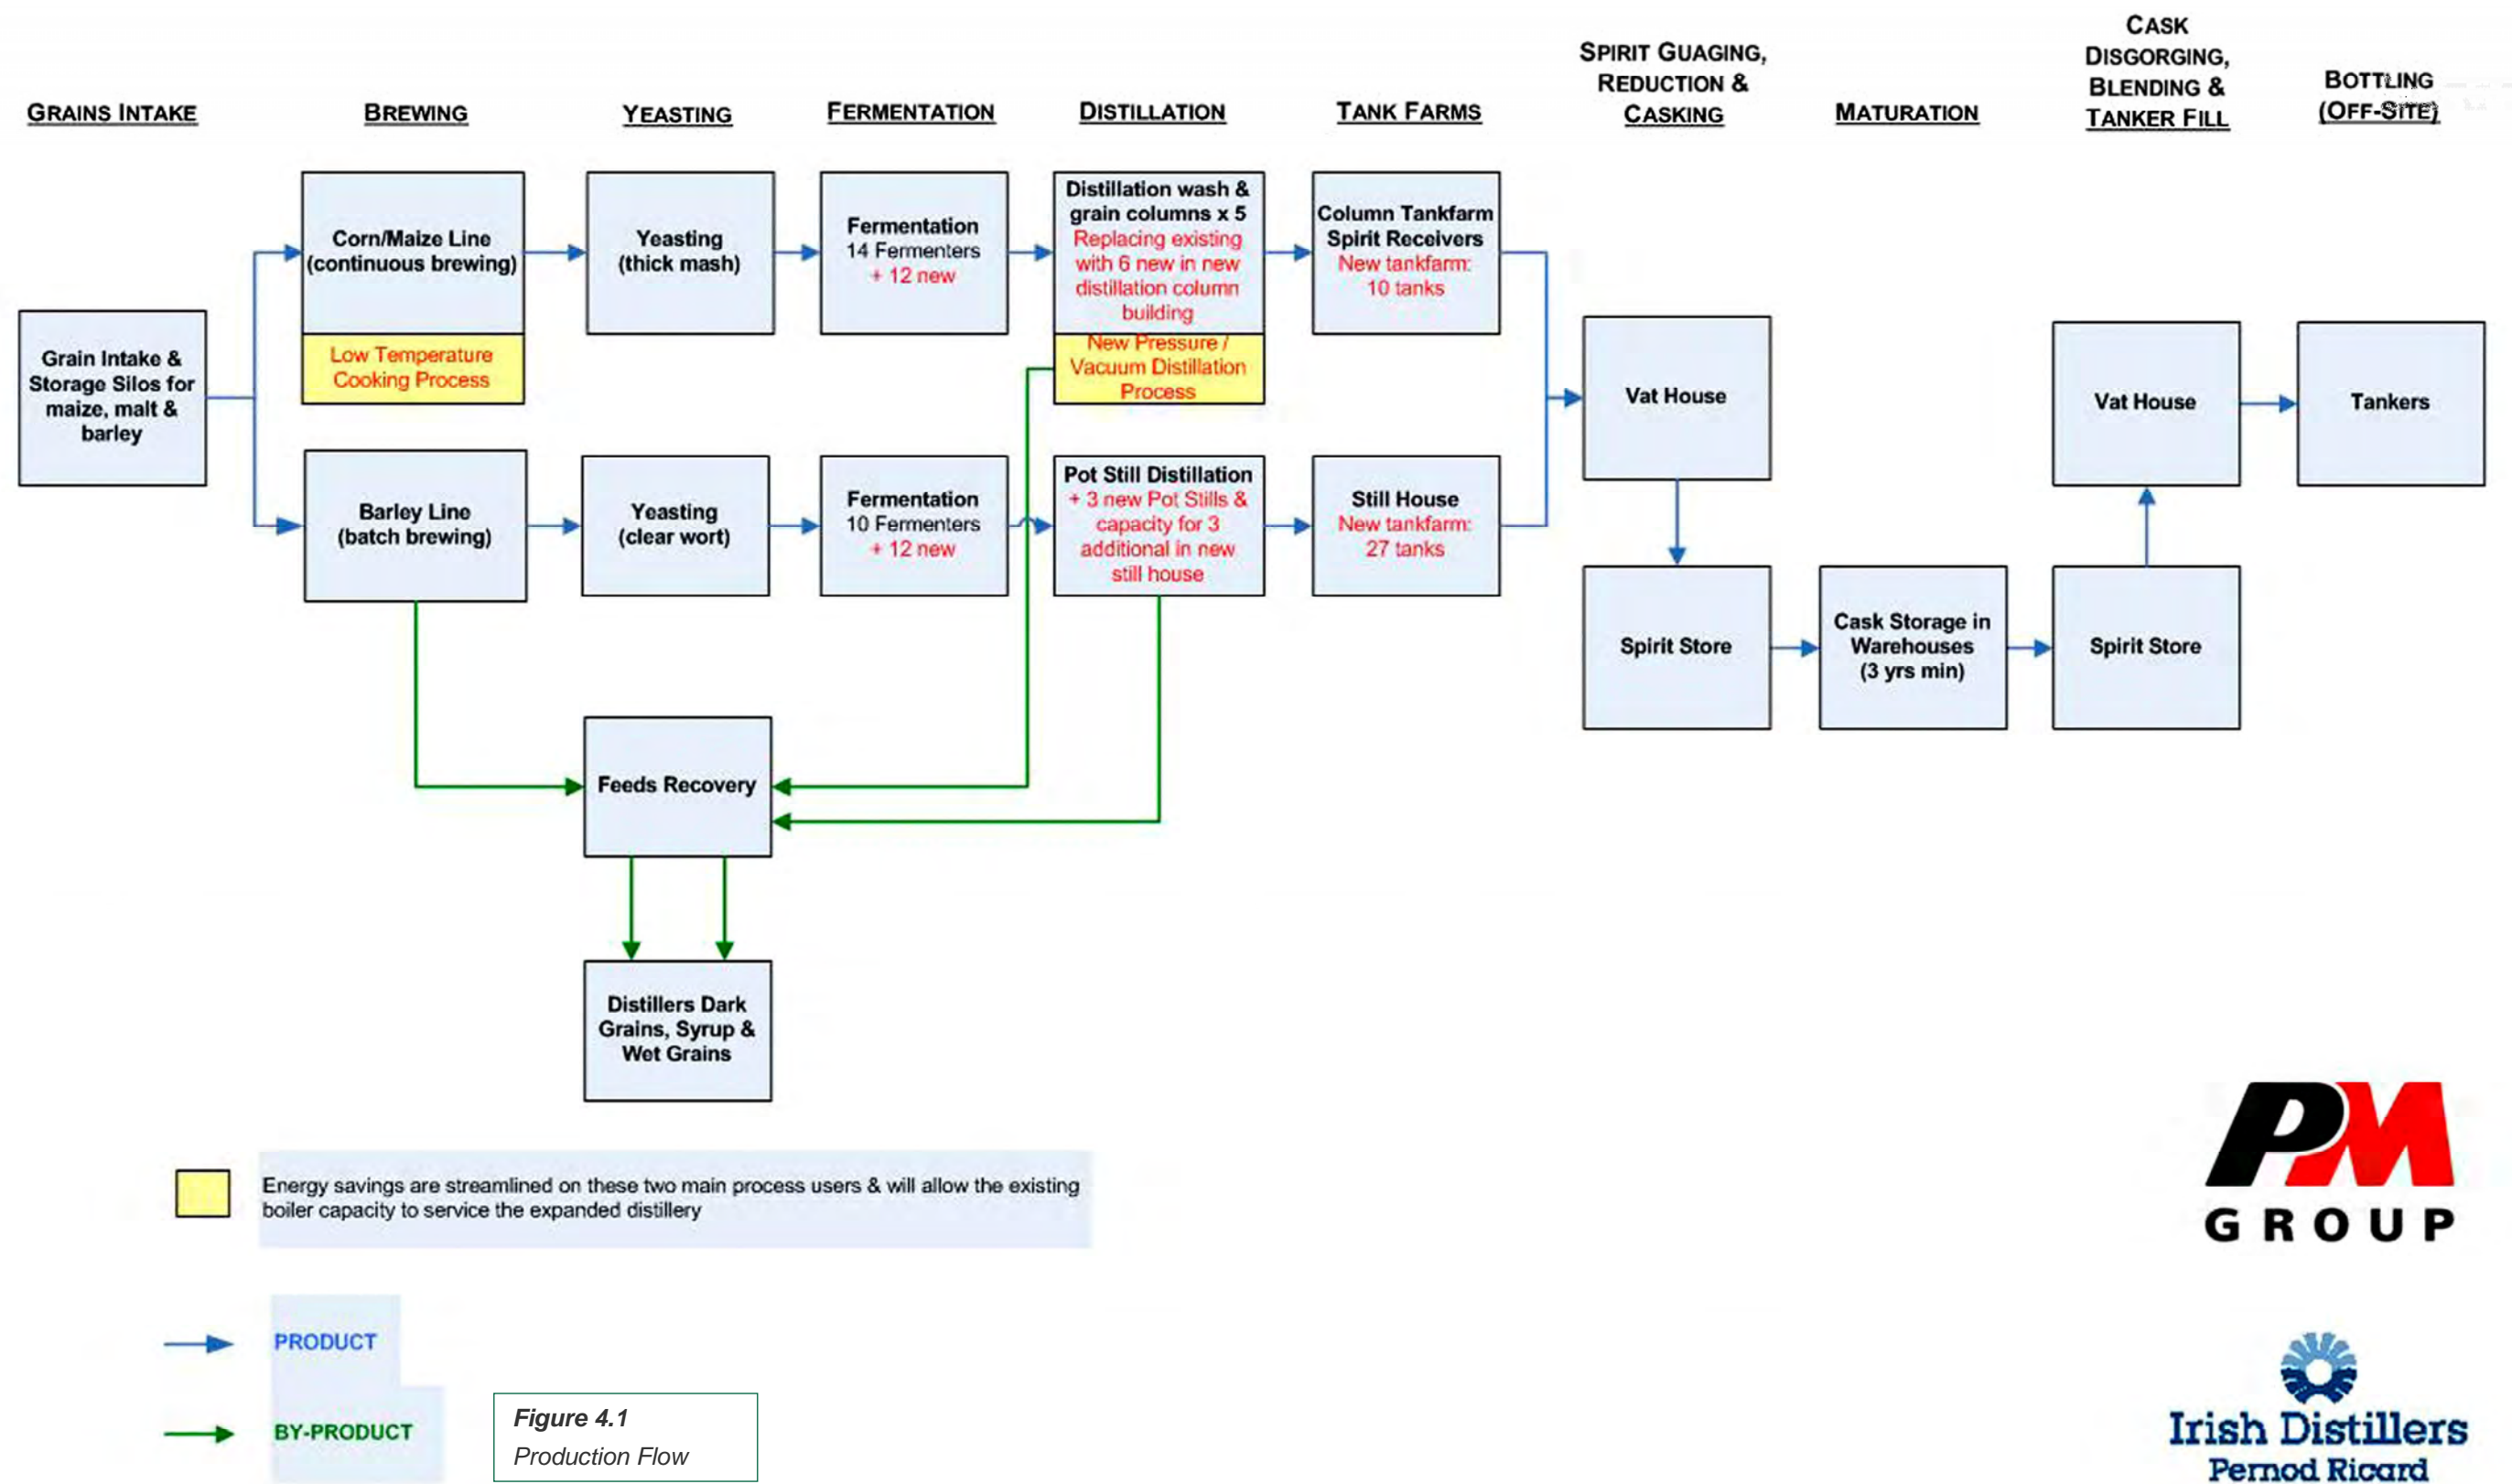 GRAINS INTAKE
BREWING
YEASTING
FERMENTATION
DISTILLATION
TANK FARMS
SPIRIT GUAGING,
REDUCTION &
CASKING
MATURATION
CASK
DISGORGING,
BLENDING &
TANKER FILL
BOTTLING
(OFF-SITE)
Grain Intake &
Storage Silos for
maize, malt &
barley
Corn/Maize Line
(continuous brewing)
Low Temperature
Cooking Process
Yeasting
(thick mash)
Fermentation
14 Fermenters
+ 12 new
Distillation wash &
grain columns x 5
Replacing existing
with 6 new in new
distillation column
building
New Pressure /
Vacuum Distillation
Process
Column Tankfarm
Spirit Receivers
New tankfarm:
10 tanks
Barley Line
(batch brewing)
Yeasting
(clear wort)
Fermentation
10 Fermenters
+ 12 new
Pot Still Distillation
+ 3 new Pot Stills &
capacity for 3
additional in new
still house
Still House
New tankfarm:
27 tanks
Vat House
Spirit Store
Cask Storage in
Warehouses
(3 yrs min)
Spirit Store
Vat House
Tankers
Feeds Recovery
Distillers Dark
Grains, Syrup &
Wet Grains
Energy savings are streamlined on these two main process users & will allow the existing
boiler capacity to service the expanded distillery
PRODUCT
BY-PRODUCT
Figure 4.1
Production Flow
PM
GROUP
Irish Distillers
Pernod Ricard